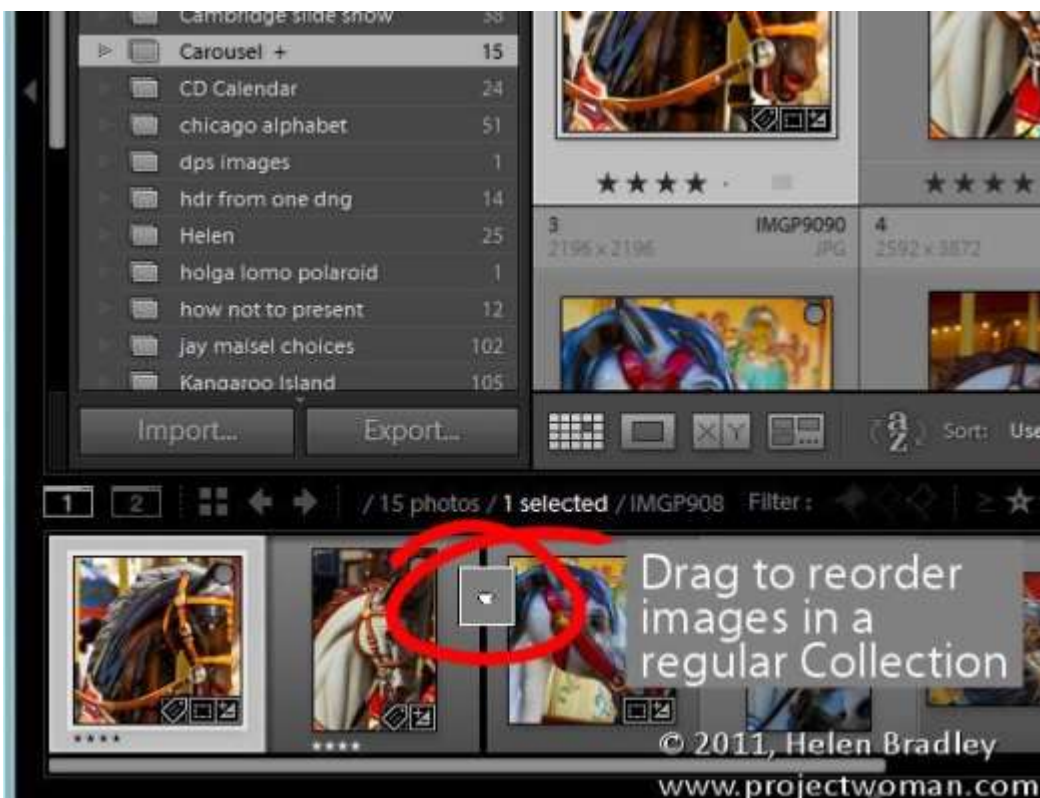 Cambridge slide show 38
Carousel + 15
CD Calendar 24
chicago alphabet 51
dps images 1
hdr from one dng 14
Helen 25
holga lomo polaroid 1
how not to present 12
jay maisel choices 102
Kangaroo Island 105
Import... Export...
3 IMGP9090 4
2196 x 2196 JPG 2592 x 3872
X Y
a z Sort: Use
1 2 / 15 photos / 1 selected / IMGP908 Filter : ≥
Drag to reorder
images in a
regular Collection
© 2011, Helen Bradley
www.projectwoman.com